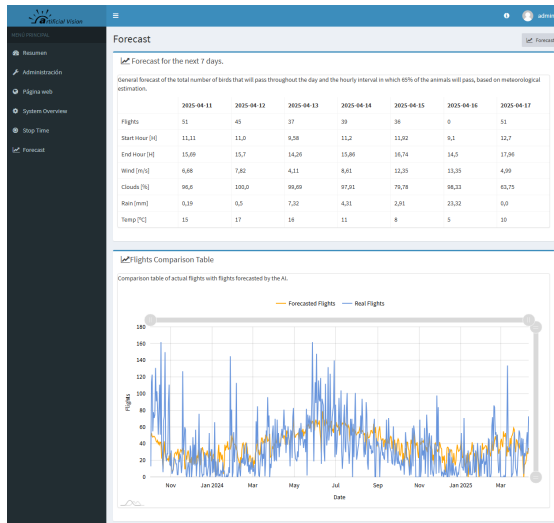 artificial Vision
admin
MENÚ PRINCIPAL
Resumen
Administración
Página web
System Overview
Stop Time
Forecast
Forecast
Forecast
Forecast for the next 7 days.
General forecast of the total number of birds that will pass throughout the day and the hourly interval in which 65% of the animals will pass, based on meteorological
estimation.
2025-04-11 2025-04-12 2025-04-13 2025-04-14 2025-04-15 2025-04-16 2025-04-17
Flights 51 45 37 39 36 0 51
Start Hour [H] 11,11 11,0 9,58 11,2 11,92 9,1 12,7
End Hour [H] 15,69 15,7 14,26 15,86 16,74 14,5 17,96
Wind [m/s] 6,68 7,82 4,11 8,61 12,35 13,35 4,99
Clouds [%] 96,6 100,0 99,69 97,91 79,78 98,33 63,75
Rain [mm] 0,19 0,5 7,32 4,31 2,91 23,32 0,0
Temp [ºC] 15 17 16 11 8 5 10
Flights Comparison Table
Comparison table of actual flights with flights forecasted by the AI.
Forecasted Flights Real Flights
180
160
140
120
100
80
60
40
20
0
Flights
Nov Jan 2024 Mar May Jul Sep Nov Jan 2025 Mar
Date